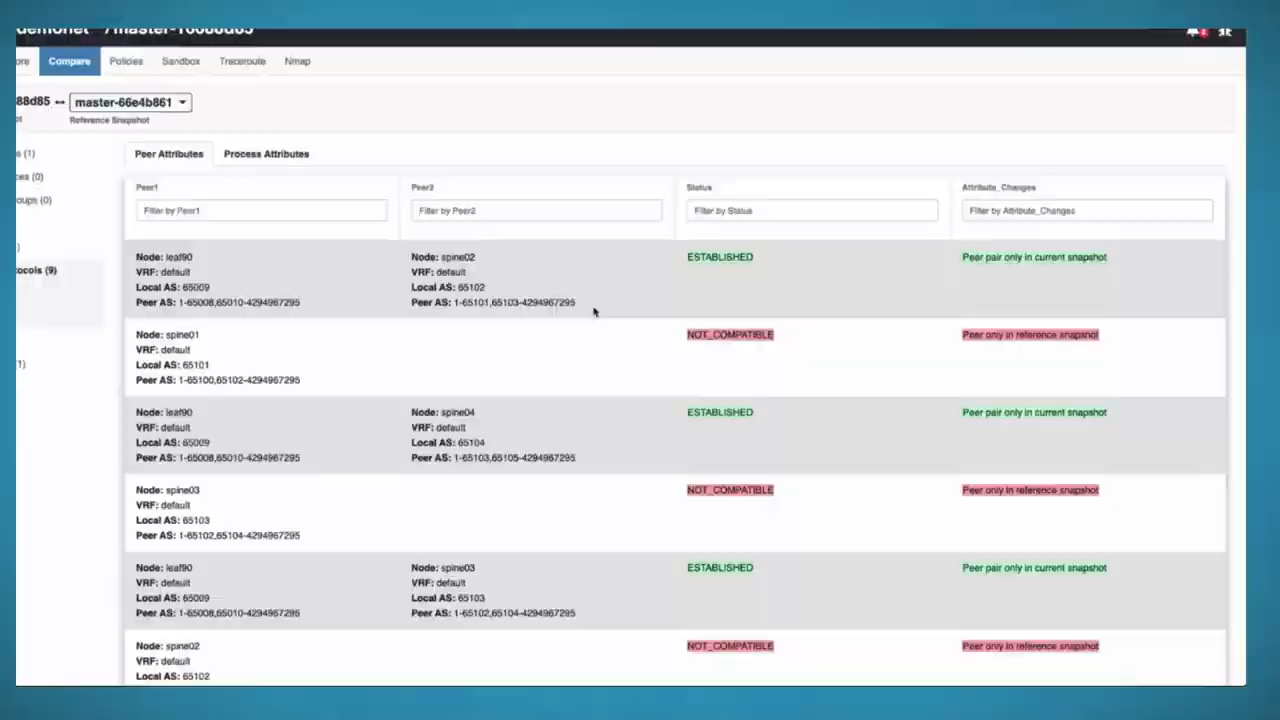 demonet
Compare Policies Sandbox Traceroute Nmap
88d85 ↔ master-66e4b861
Reference Snapshot
s (1)
ces (0)
oups (0)
)
tocols (9)
(1)
Peer Attributes Process Attributes
Peer1 Peer2 Status Attribute_Changes
Filter by Peer1 Filter by Peer2 Filter by Status Filter by Attribute_Changes
Node: leaf90 Node: spine02 ESTABLISHED Peer pair only in current snapshot
VRF: default VRF: default
Local AS: 65009 Local AS: 65102
Peer AS: 1-65008,65010-4294967295 Peer AS: 1-65101,65103-4294967295
Node: spine01 NOT_COMPATIBLE Peer only in reference snapshot
VRF: default
Local AS: 65101
Peer AS: 1-65100,65102-4294967295
Node: leaf90 Node: spine04 ESTABLISHED Peer pair only in current snapshot
VRF: default VRF: default
Local AS: 65009 Local AS: 65104
Peer AS: 1-65008,65010-4294967295 Peer AS: 1-65103,65105-4294967295
Node: spine03 NOT_COMPATIBLE Peer only in reference snapshot
VRF: default
Local AS: 65103
Peer AS: 1-65102,65104-4294967295
Node: leaf90 Node: spine03 ESTABLISHED Peer pair only in current snapshot
VRF: default VRF: default
Local AS: 65009 Local AS: 65103
Peer AS: 1-65008,65010-4294967295 Peer AS: 1-65102,65104-4294967295
Node: spine02 NOT_COMPATIBLE Peer only in reference snapshot
VRF: default
Local AS: 65102